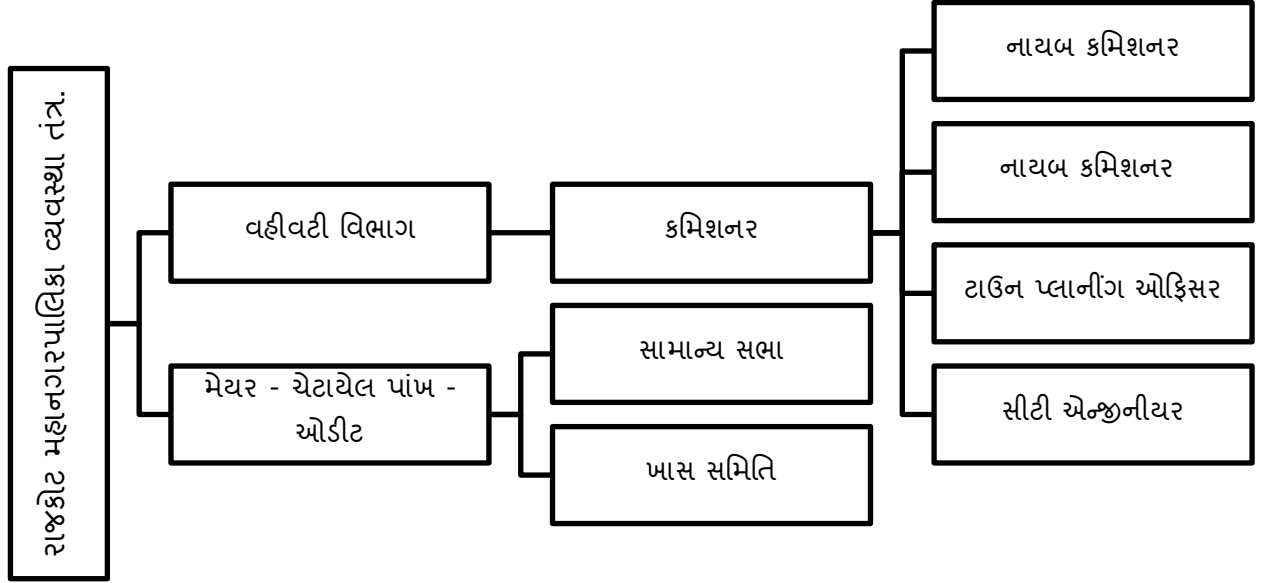 રાજકોટ મહાનગરપાલિકા વ્યવસ્થા તંત્ર.
વહીવટી વિભાગ
કમિશનર
નાયબ કમિશનર
નાયબ કમિશનર
ટાઉન પ્લાનીંગ ઓફિસર
સીટી એન્જીનીયર
મેયર - ચેટાયેલ પાંખ -
ઓડીટ
સામાન્ય સભા
ખાસ સમિતિ